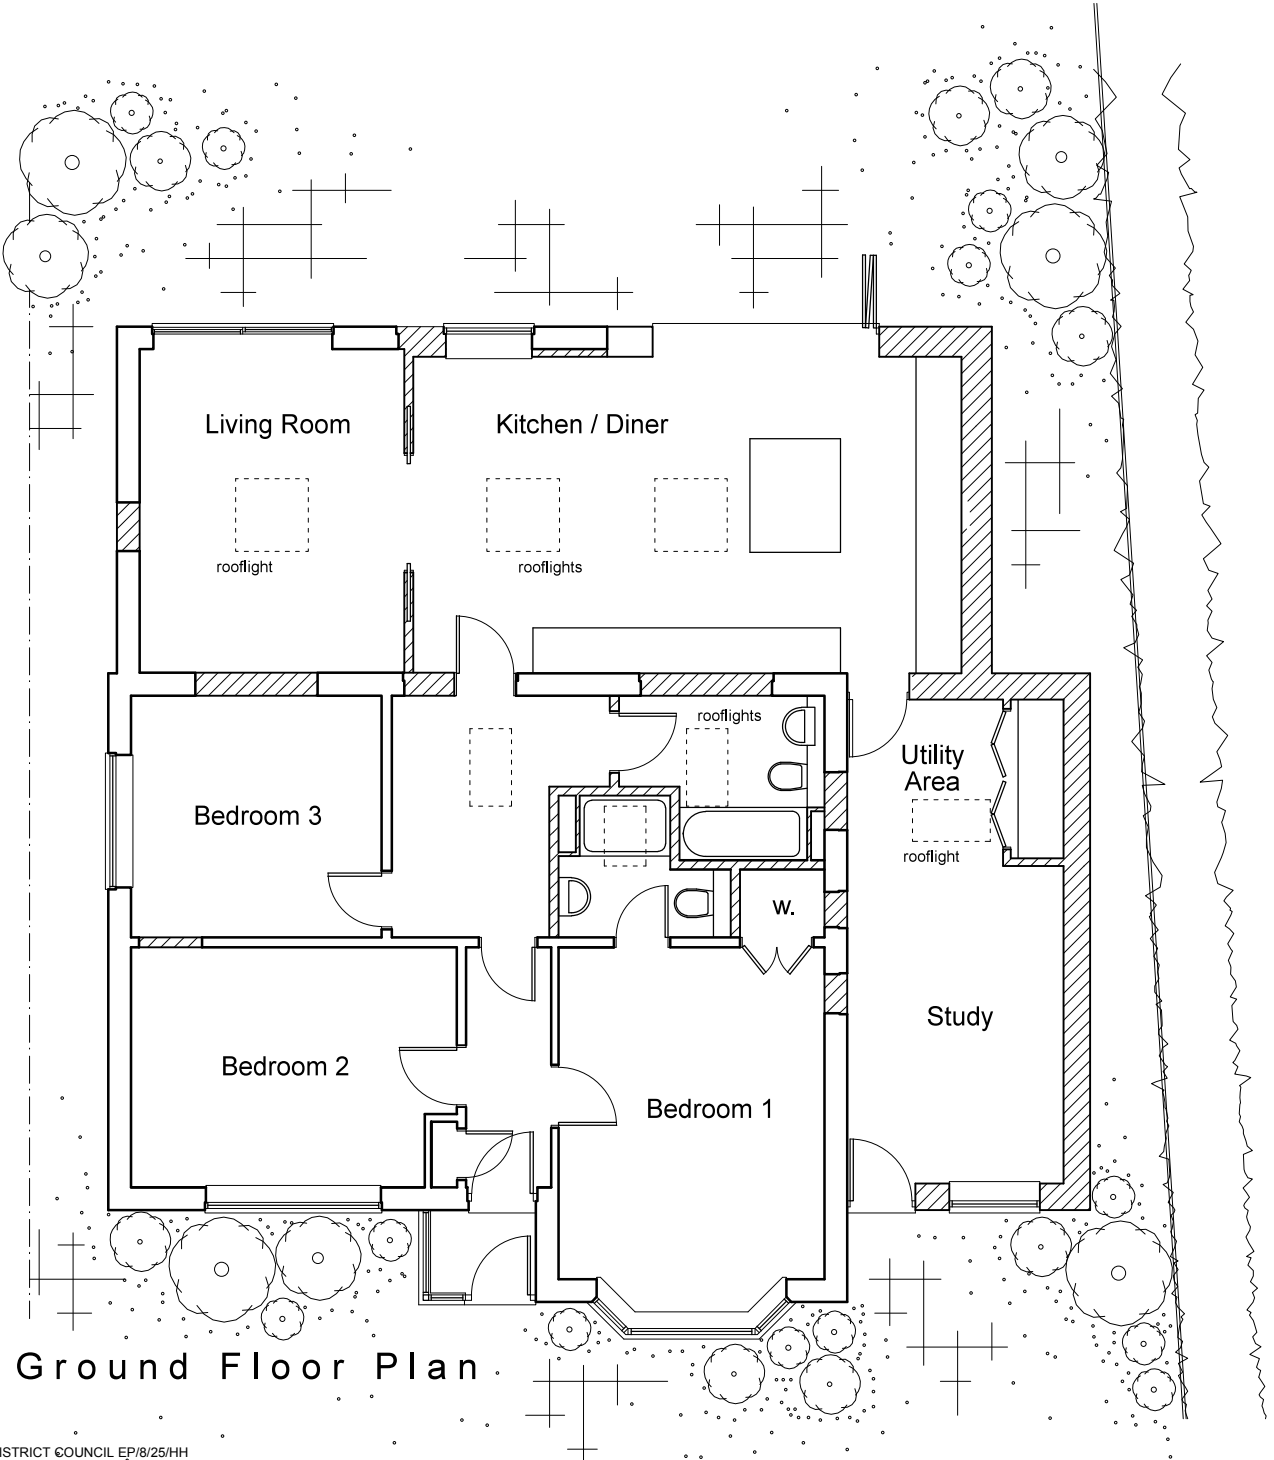 Living Room
Kitchen / Diner
rooflight
rooflights
rooflights
Utility
Area
Bedroom 3
rooflight
w.
Study
Bedroom 2
Bedroom 1
Ground Floor Plan
ISTRICT COUNCIL EP/8/25/HH